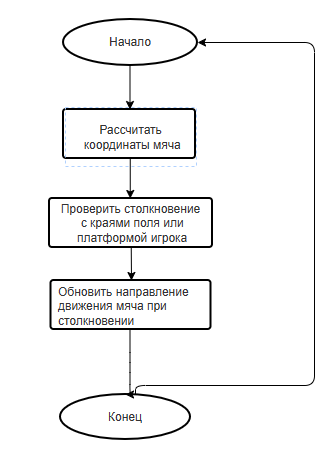 Начало
Рассчитать
координаты мяча
Проверить столкновение
с краями поля или
платформой игрока
Обновить направление
движения мяча при
столкновении
Конец